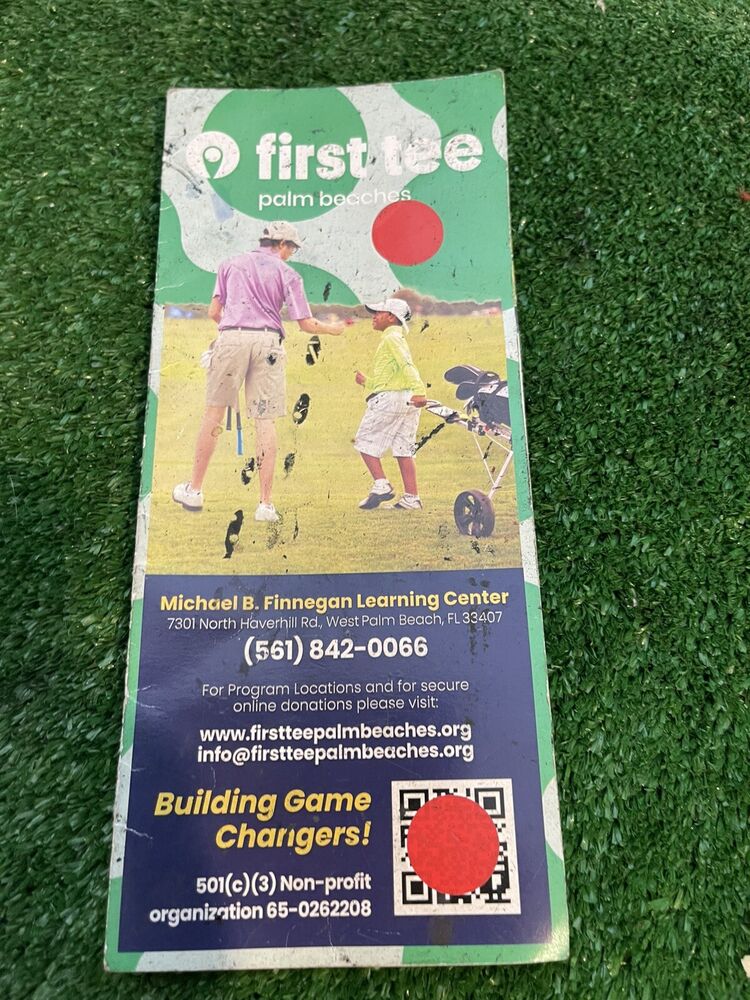 first tee
palm beaches
Michael B. Finnegan Learning Center
7301 North Haverhill Rd., West Palm Beach, FL 33407
(561) 842-0066
For Program Locations and for secure
online donations please visit:
www.firstteepalmbeaches.org
info@firstteepalmbeaches.org
Building Game
Changers!
501(c)(3) Non-profit
organization 65-0262208